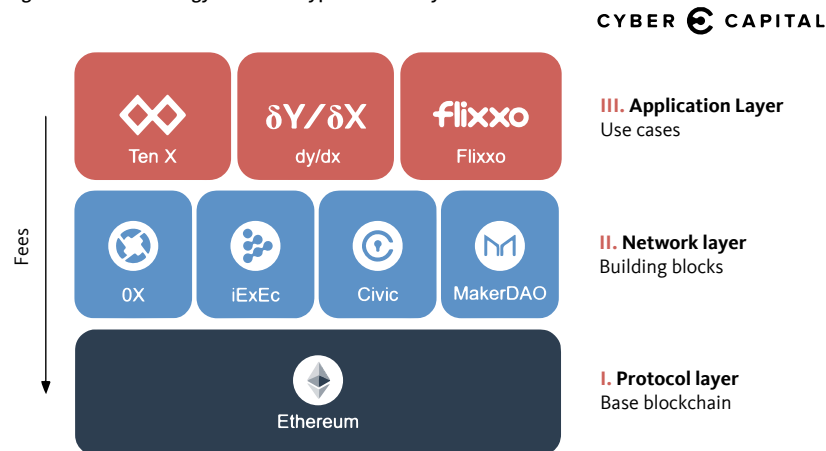 CYBER CAPITAL
δY/δX
flixxo
Ten X
dy/dx
Flixxo
III. Application Layer
Use cases
Fees
0X
iExEc
Civic
MakerDAO
II. Network layer
Building blocks
Ethereum
I. Protocol layer
Base blockchain